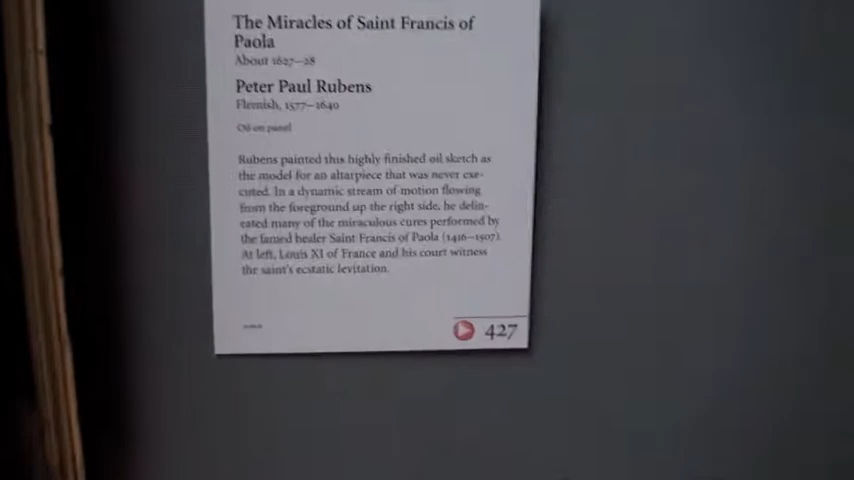 The Miracles of Saint Francis of
Paola
About 1627–28
Peter Paul Rubens
Flemish, 1577–1640
Oil on panel
Rubens painted this highly finished oil sketch as
the model for an altarpiece that was never exe-
cuted. In a dynamic stream of motion flowing
from the foreground up the right side, he delin-
eated many of the miraculous cures performed by
the famed healer Saint Francis of Paola (1416–1507).
At left, Louis XI of France and his court witness
the saint's ecstatic levitation.
427